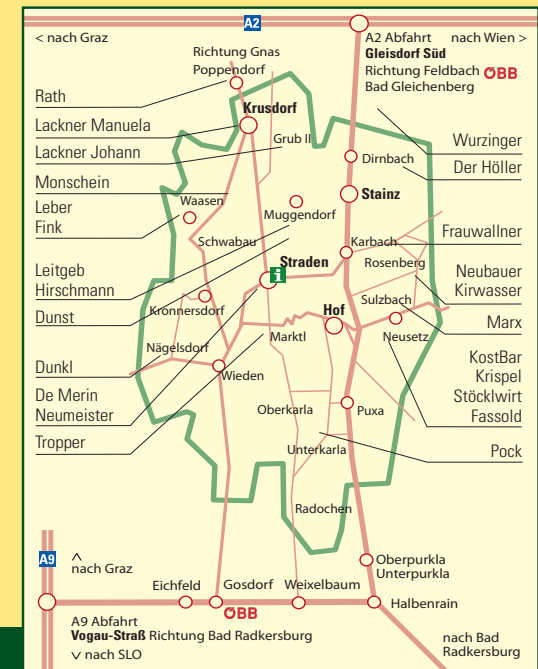 A2
< nach Graz
A2 Abfahrt
nach Wien >
Gleisdorf Süd
Richtung Feldbach ÖBB
Bad Gleichenberg
Richtung Gnas
Poppendorf
Rath
Krusdorf
Lackner Manuela
Grub II
Wurzinger
Lackner Johann
Dirnbach
Der Höller
Monschein
Stainz
Waasen
Leber
Fink
Muggendorf
Frauwallner
Schwabau
Karbach
Straden
i
Rosenberg
Leitgeb
Hirschmann
Neubauer
Kirwasser
Kronnersdorf
Hof
Sulzbach
Dunst
Marx
Marktl
Neusetz
Nägelsdorf
Dunkl
Wieden
KostBar
Krispel
Stöcklwirt
Fassold
De Merin
Neumeister
Oberkarla
Puxa
Tropper
Unterkarla
Pock
Radochen
A9
^
nach Graz
Oberpurkla
Unterpurkla
Eichfeld
Gosdorf
Weixelbaum
ÖBB
Halbenrain
A9 Abfahrt
Vogau-Straß Richtung Bad Radkersburg
v nach SLO
nach Bad
Radkersburg